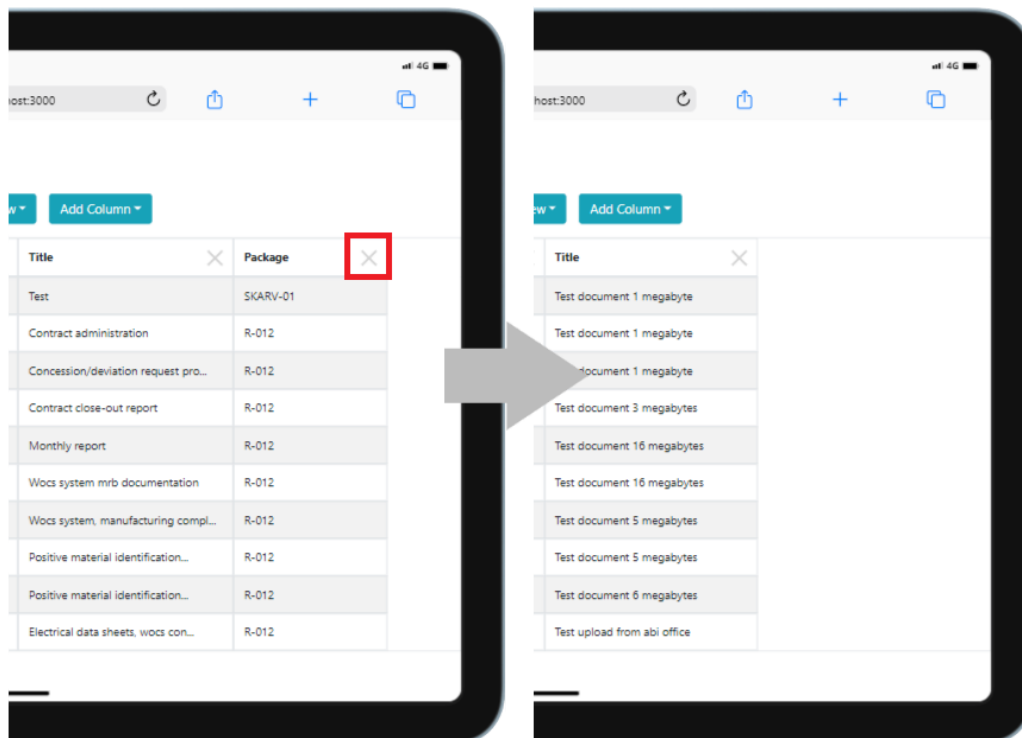 4G
ost:3000
w
Add Column
Title Package
Test SKARV-01
Contract administration R-012
Concession/deviation request pro... R-012
Contract close-out report R-012
Monthly report R-012
Wocs system mrb documentation R-012
Wocs system, manufacturing compl... R-012
Positive material identification... R-012
Positive material identification... R-012
Electrical data sheets, wocs con... R-012
4G
host:3000
ew
Add Column
Title
Test document 1 megabyte
Test document 1 megabyte
document 1 megabyte
Test document 3 megabytes
Test document 16 megabytes
Test document 16 megabytes
Test document 5 megabytes
Test document 5 megabytes
Test document 6 megabytes
Test upload from abi office